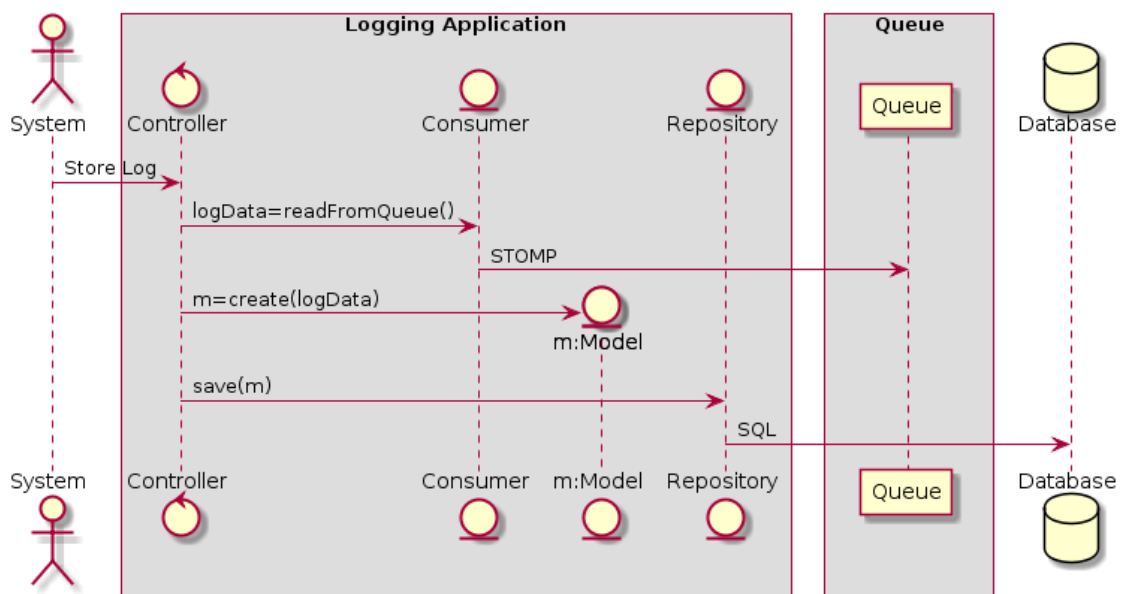 Logging Application
Queue
System
Controller
Consumer
Repository
Queue
Database
Store Log
logData=readFromQueue()
STOMP
m=create(logData)
m:Model
save(m)
SQL
System
Controller
Consumer
m:Model
Repository
Queue
Database